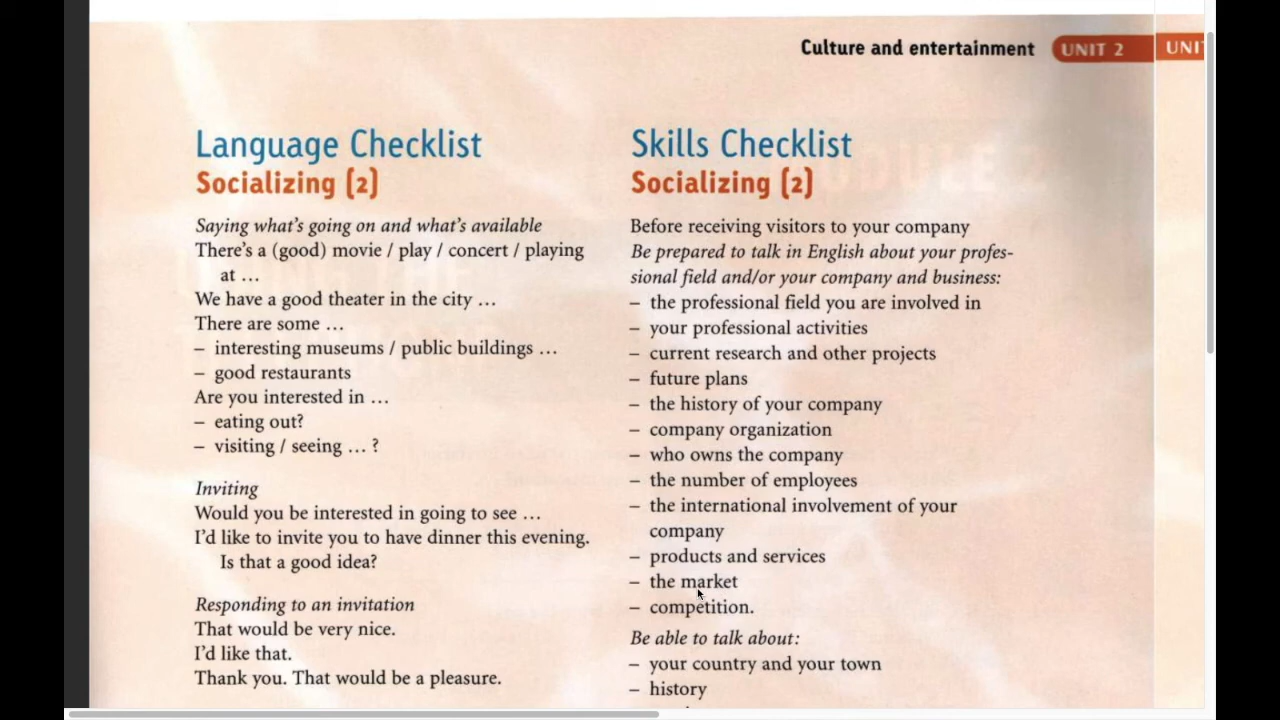 Culture and entertainment UNIT 2
Language Checklist
Socializing (2)
Saying what's going on and what's available
There's a (good) movie / play / concert / playing
at …
We have a good theater in the city …
There are some …
– interesting museums / public buildings …
– good restaurants
Are you interested in …
– eating out?
– visiting / seeing … ?
Inviting
Would you be interested in going to see …
I'd like to invite you to have dinner this evening.
Is that a good idea?
Responding to an invitation
That would be very nice.
I'd like that.
Thank you. That would be a pleasure.
Skills Checklist
Socializing (2)
Before receiving visitors to your company
Be prepared to talk in English about your profes-
sional field and/or your company and business:
– the professional field you are involved in
– your professional activities
– current research and other projects
– future plans
– the history of your company
– company organization
– who owns the company
– the number of employees
– the international involvement of your
company
– products and services
– the market
– competition.
Be able to talk about:
– your country and your town
– history